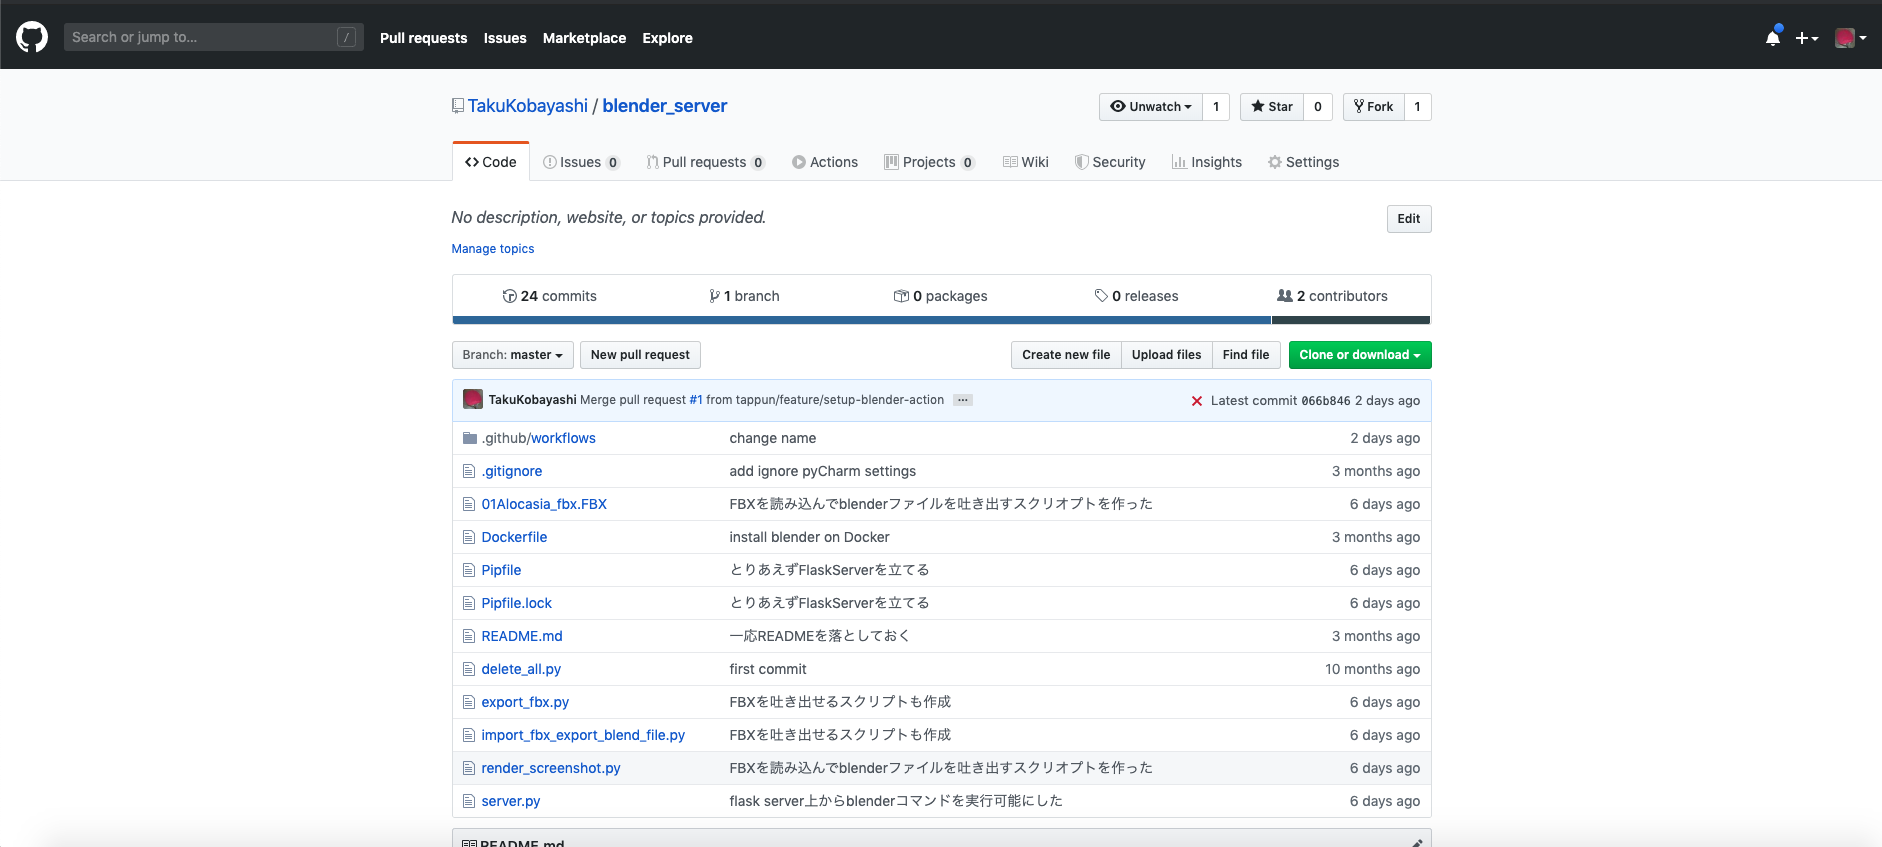 Search or jump to... / Pull requests Issues Marketplace Explore
TakuKobayashi / blender_server Unwatch 1 Star 0 Fork 1
Code Issues 0 Pull requests 0 Actions Projects 0 Wiki Security Insights Settings
No description, website, or topics provided. Edit
Manage topics
24 commits 1 branch 0 packages 0 releases 2 contributors
Branch: master New pull request Create new file Upload files Find file Clone or download
TakuKobayashi Merge pull request #1 from tappun/feature/setup-blender-action ... Latest commit 066b846 2 days ago
.github/workflows change name 2 days ago
.gitignore add ignore pyCharm settings 3 months ago
01Alocasia_fbx.FBX FBXを読み込んでblenderファイルを吐き出すスクリオプトを作った 6 days ago
Dockerfile install blender on Docker 3 months ago
Pipfile とりあえずFlaskServerを立てる 6 days ago
Pipfile.lock とりあえずFlaskServerを立てる 6 days ago
README.md 一応READMEを落としておく 3 months ago
delete_all.py first commit 10 months ago
export_fbx.py FBXを吐き出せるスクリプトも作成 6 days ago
import_fbx_export_blend_file.py FBXを吐き出せるスクリプトも作成 6 days ago
render_screenshot.py FBXを読み込んでblenderファイルを吐き出すスクリオプトを作った 6 days ago
server.py flask server上からblenderコマンドを実行可能にした 6 days ago
README.md